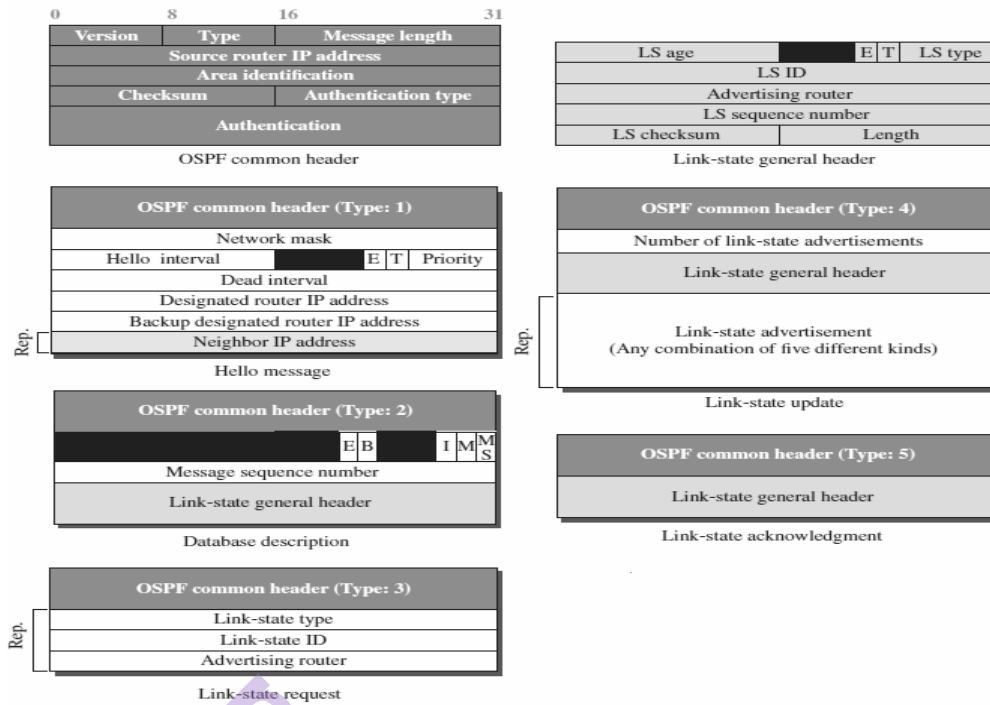 0 8 16 31
Version Type Message length
Source router IP address
Area identification
Checksum Authentication type
Authentication
OSPF common header
LS age E T LS type
LS ID
Advertising router
LS sequence number
LS checksum Length
Link-state general header
OSPF common header (Type: 1)
Network mask
Hello interval E T Priority
Dead interval
Designated router IP address
Backup designated router IP address
Rep.
Neighbor IP address
Hello message
OSPF common header (Type: 4)
Number of link-state advertisements
Link-state general header
Rep.
Link-state advertisement
(Any combination of five different kinds)
Link-state update
OSPF common header (Type: 2)
E B I M M S
Message sequence number
Link-state general header
Database description
OSPF common header (Type: 5)
Link-state general header
Link-state acknowledgment
OSPF common header (Type: 3)
Rep.
Link-state type
Link-state ID
Advertising router
Link-state request